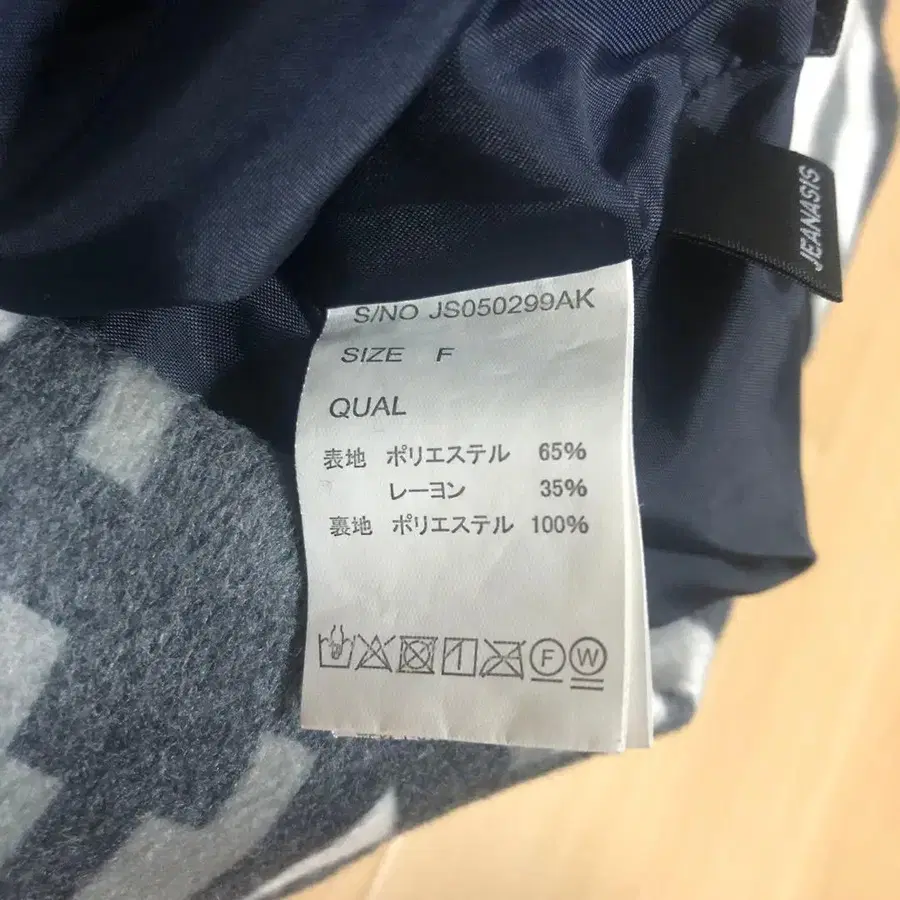 JEANASIS
S/NO JS050299AK
SIZE F
QUAL
表地 ポリエステル 65%
レーヨン 35%
裏地 ポリエステル 100%
F W